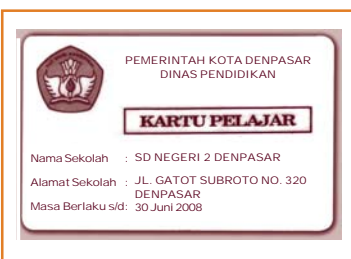 PEMERINTAH KOTA DENPASAR
DINAS PENDIDIKAN
KARTU PELAJAR
Nama Sekolah : SD NEGERI 2 DENPASAR
Alamat Sekolah : JL. GATOT SUBROTO NO. 320
DENPASAR
Masa Berlaku s/d: 30 Juni 2008